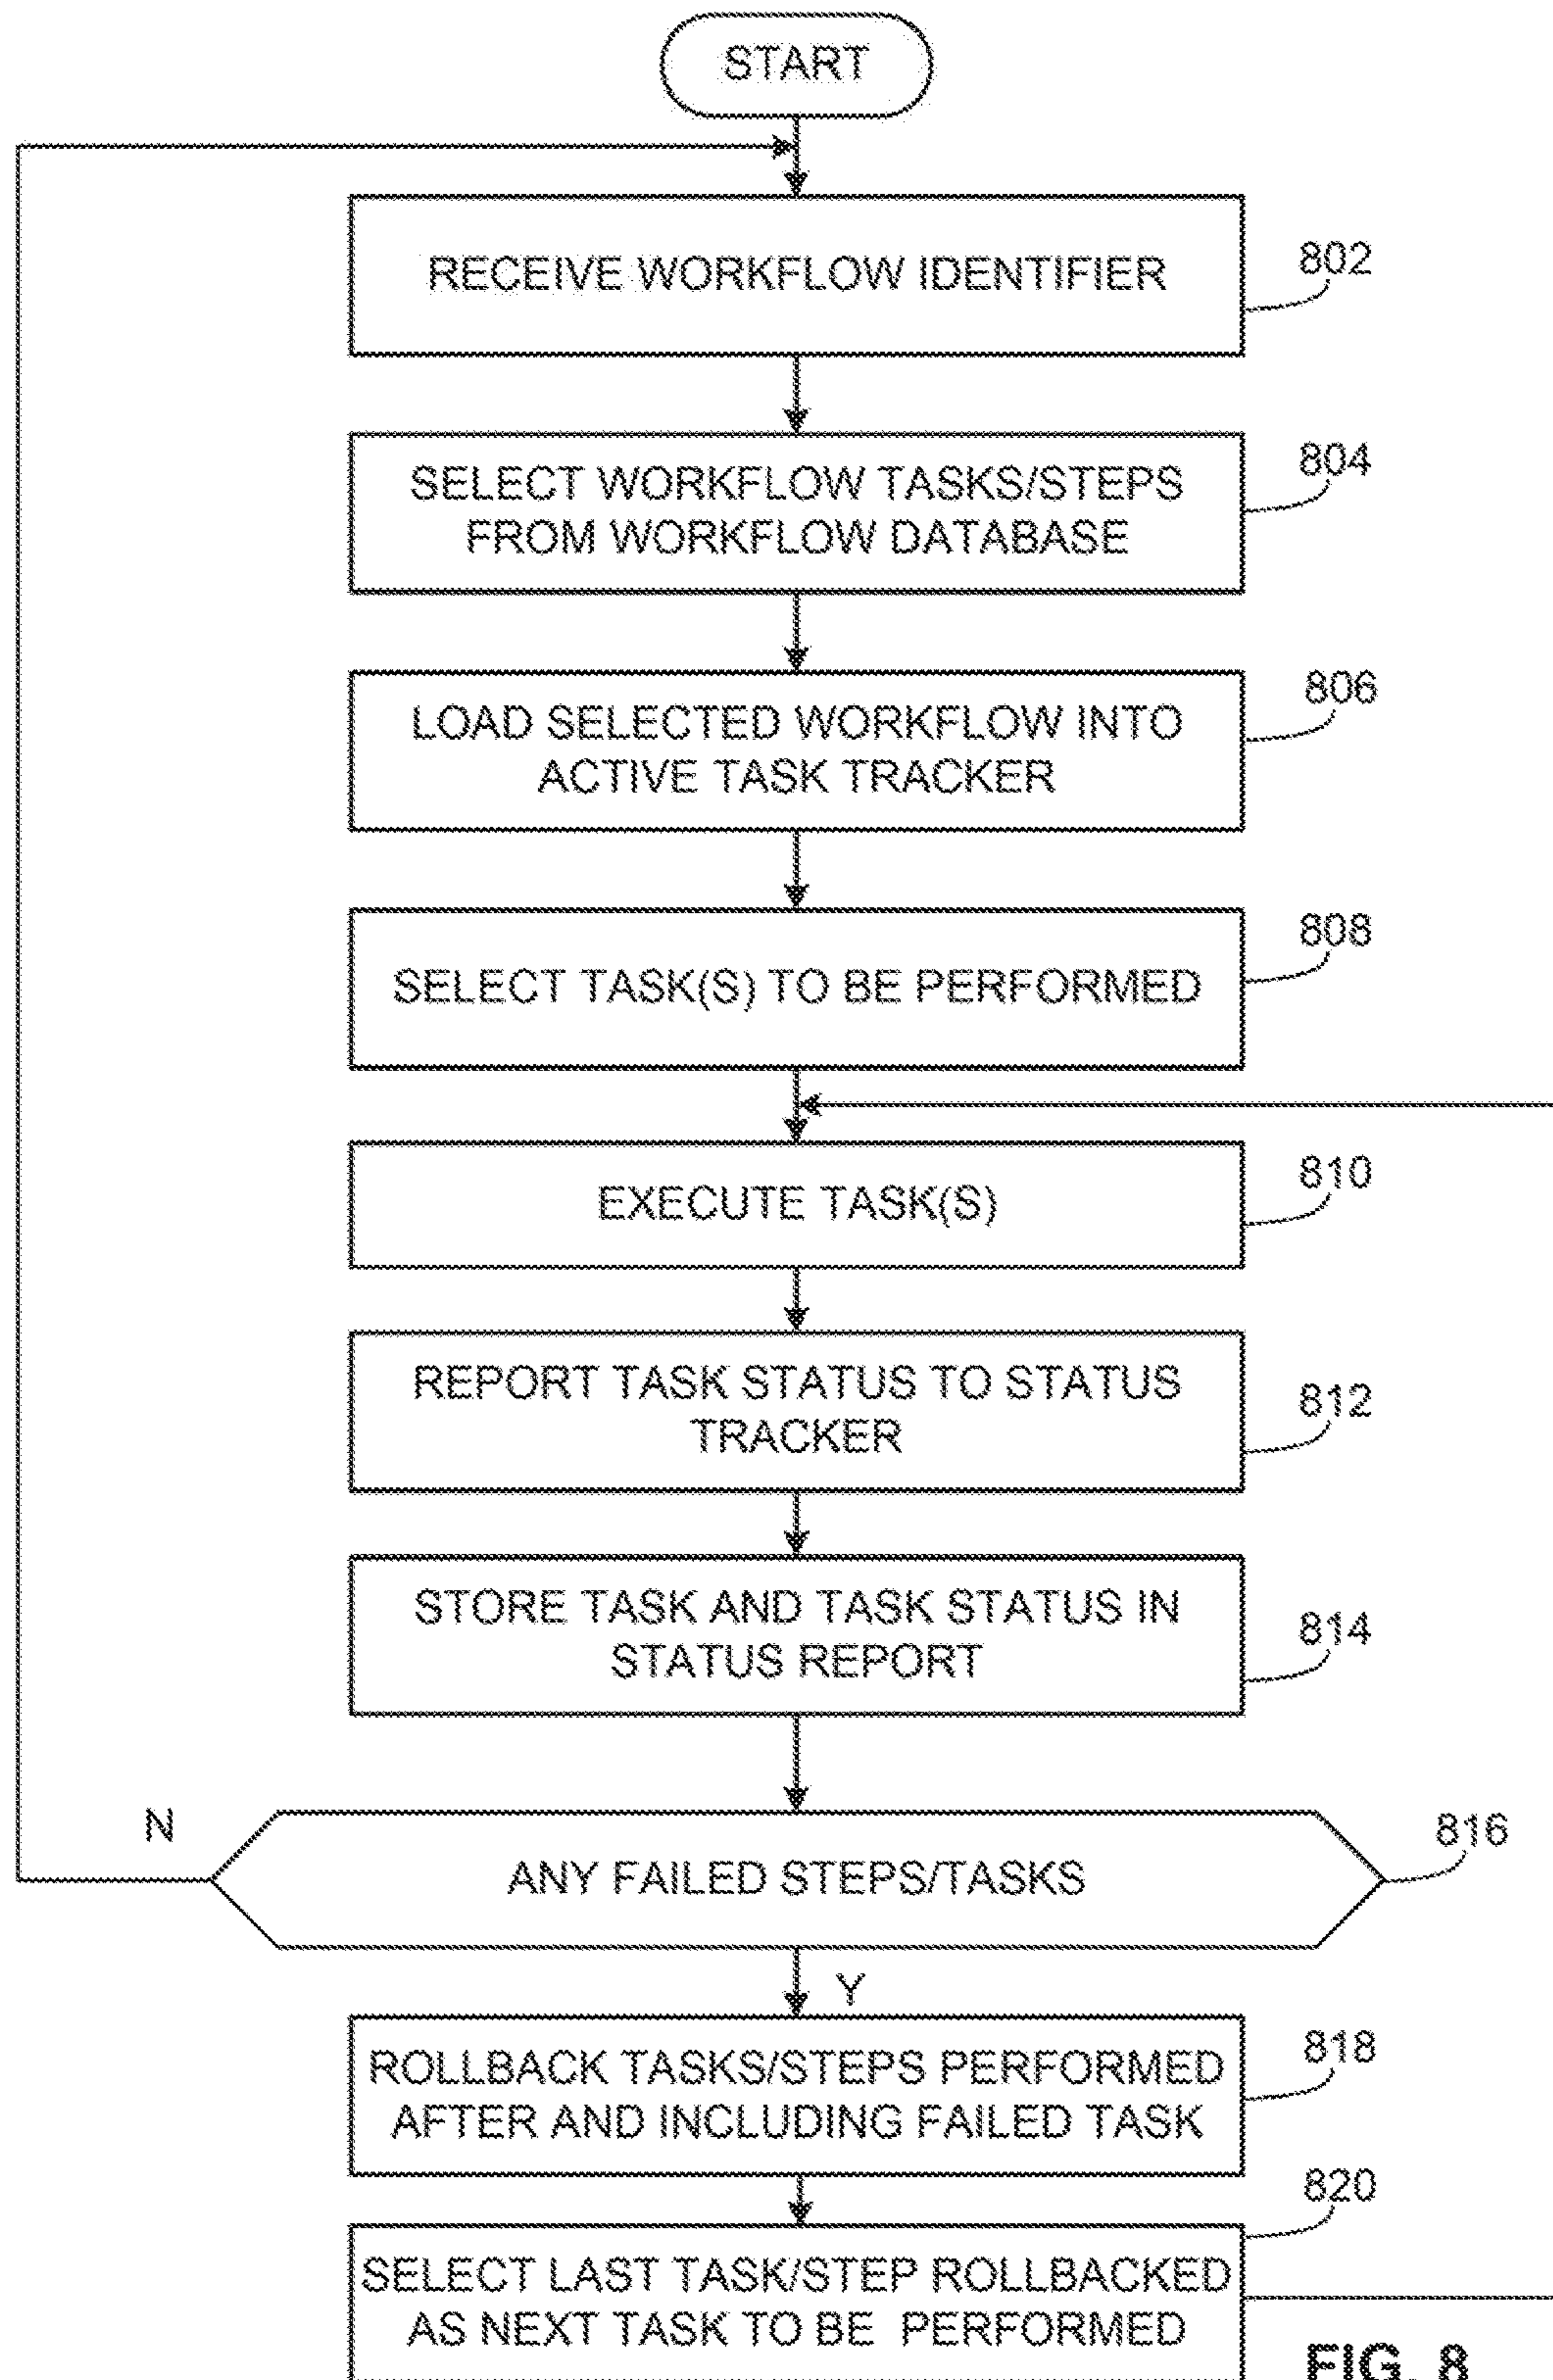 START
RECEIVE WORKFLOW IDENTIFIER
802
SELECT WORKFLOW TASKS/STEPS
FROM WORKFLOW DATABASE
804
LOAD SELECTED WORKFLOW INTO
ACTIVE TASK TRACKER
806
SELECT TASK(S) TO BE PERFORMED
808
EXECUTE TASK(S)
810
REPORT TASK STATUS TO STATUS
TRACKER
812
STORE TASK AND TASK STATUS IN
STATUS REPORT
814
N
ANY FAILED STEPS/TASKS
816
Y
ROLLBACK TASKS/STEPS PERFORMED
AFTER AND INCLUDING FAILED TASK
818
SELECT LAST TASK/STEP ROLLBACKED
AS NEXT TASK TO BE PERFORMED
820
FIG. 8